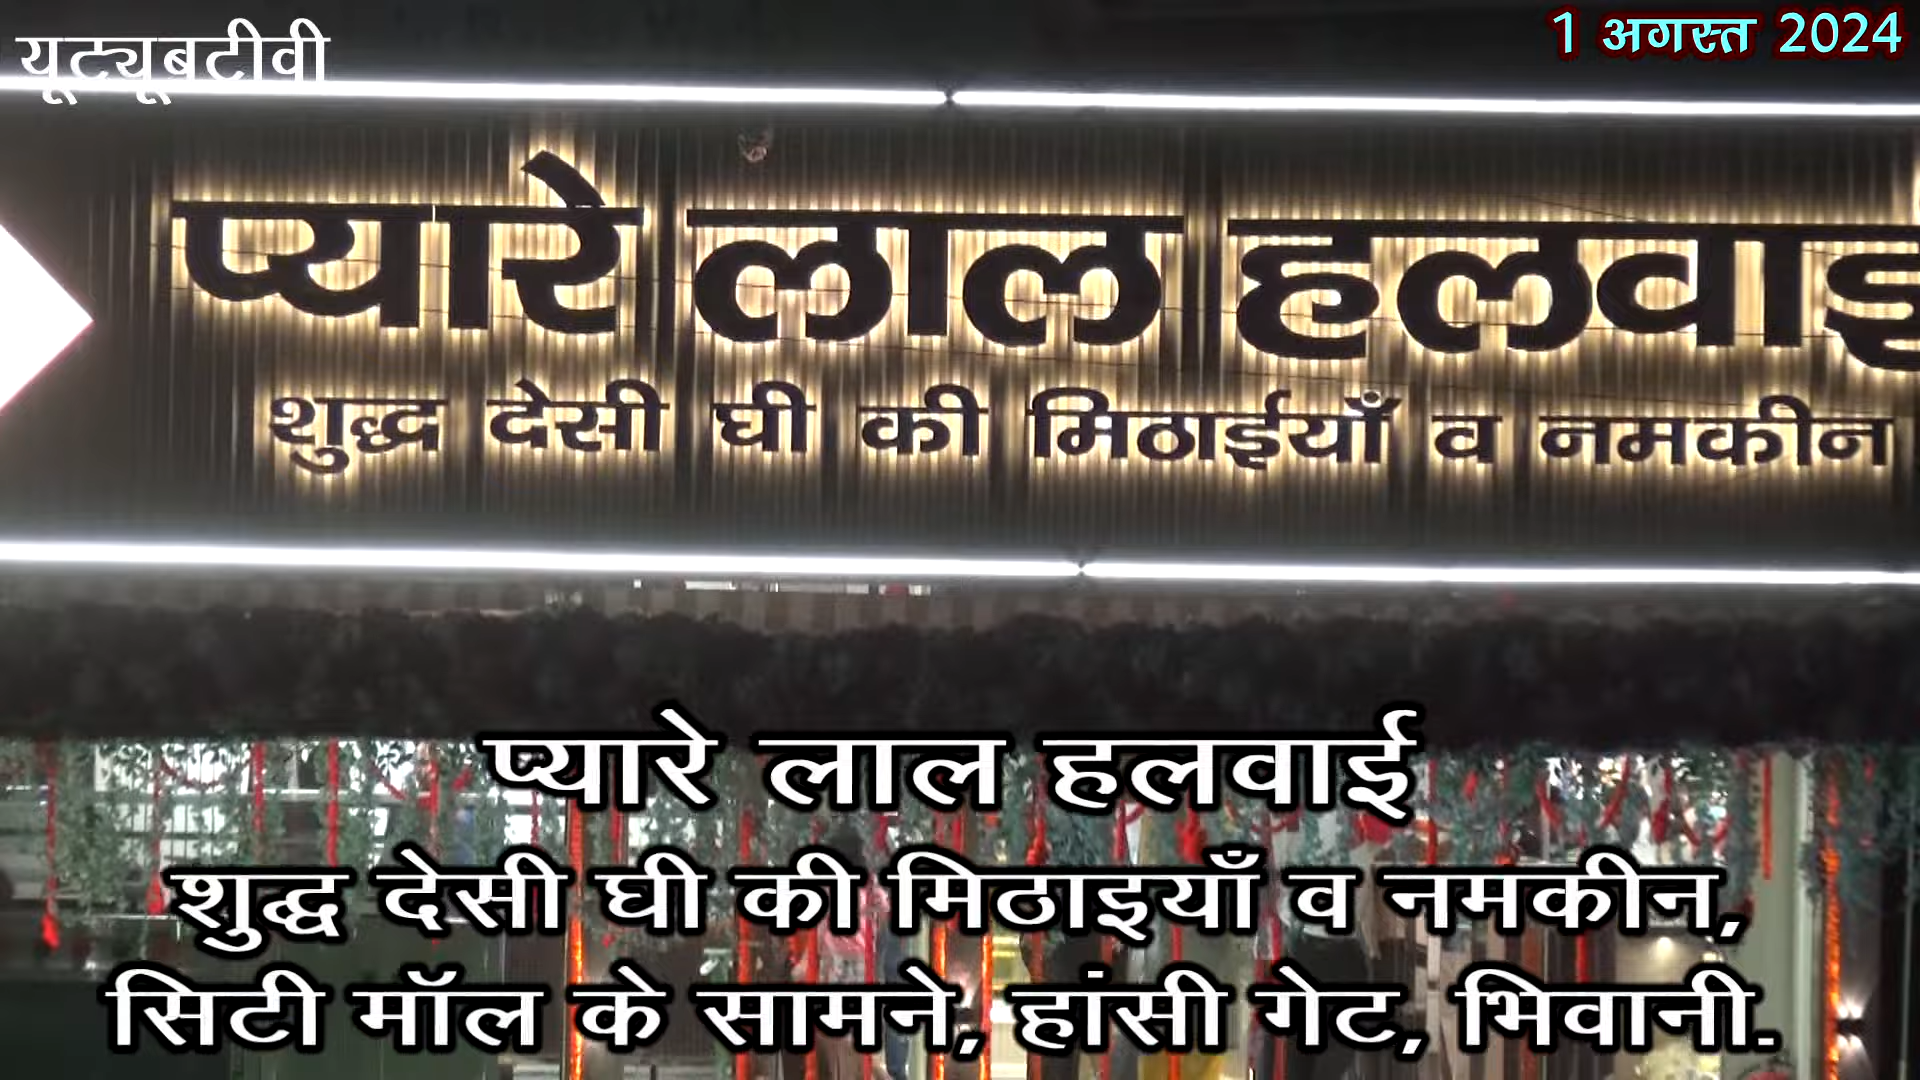 यूट्यूबटीवी
1 अगस्त 2024
प्यारे लाल हलवाई
शुद्ध देसी घी की मिठाईयाँ व नमकीन
प्यारे लाल हलवाई
शुद्ध देसी घी की मिठाइयाँ व नमकीन,
सिटी मॉल के सामने, हांसी गेट, भिवानी.